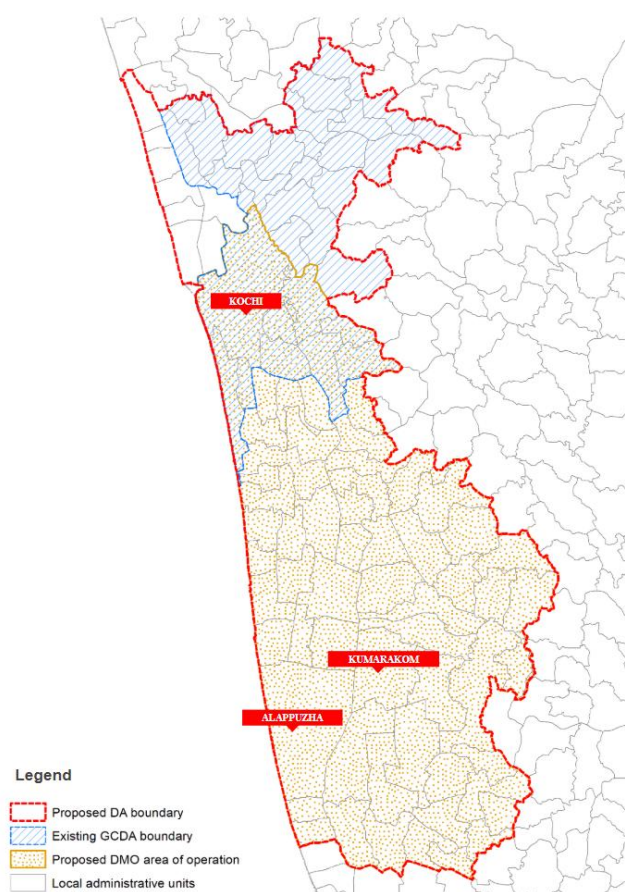 KOCHI
KUMARAKOM
ALAPPUZHA
Legend
Proposed DA boundary
Existing GCDA boundary
Proposed DMO area of operation
Local administrative units